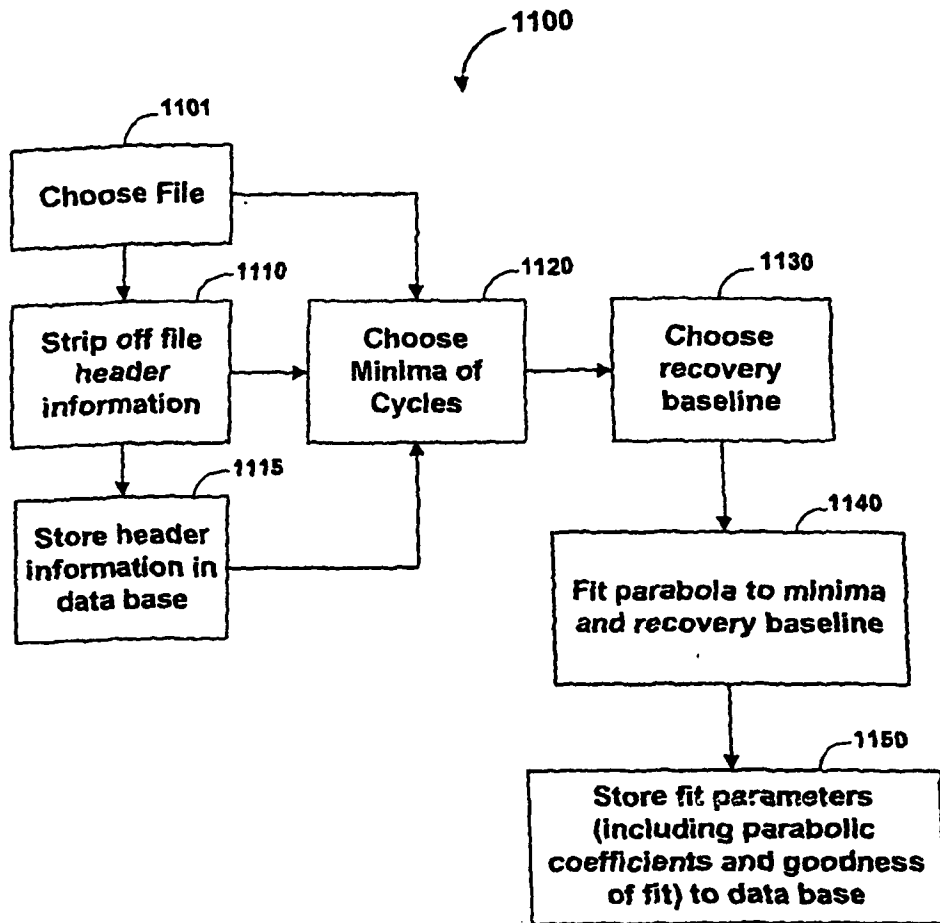 1100
1101
Choose File
1110
Strip off file
header
information
1115
Store header
information in
data base
1120
Choose
Minima of
Cycles
1130
Choose
recovery
baseline
1140
Fit parabola to minima
and recovery baseline
1150
Store fit parameters
(including parabolic
coefficients and goodness
of fit) to data base